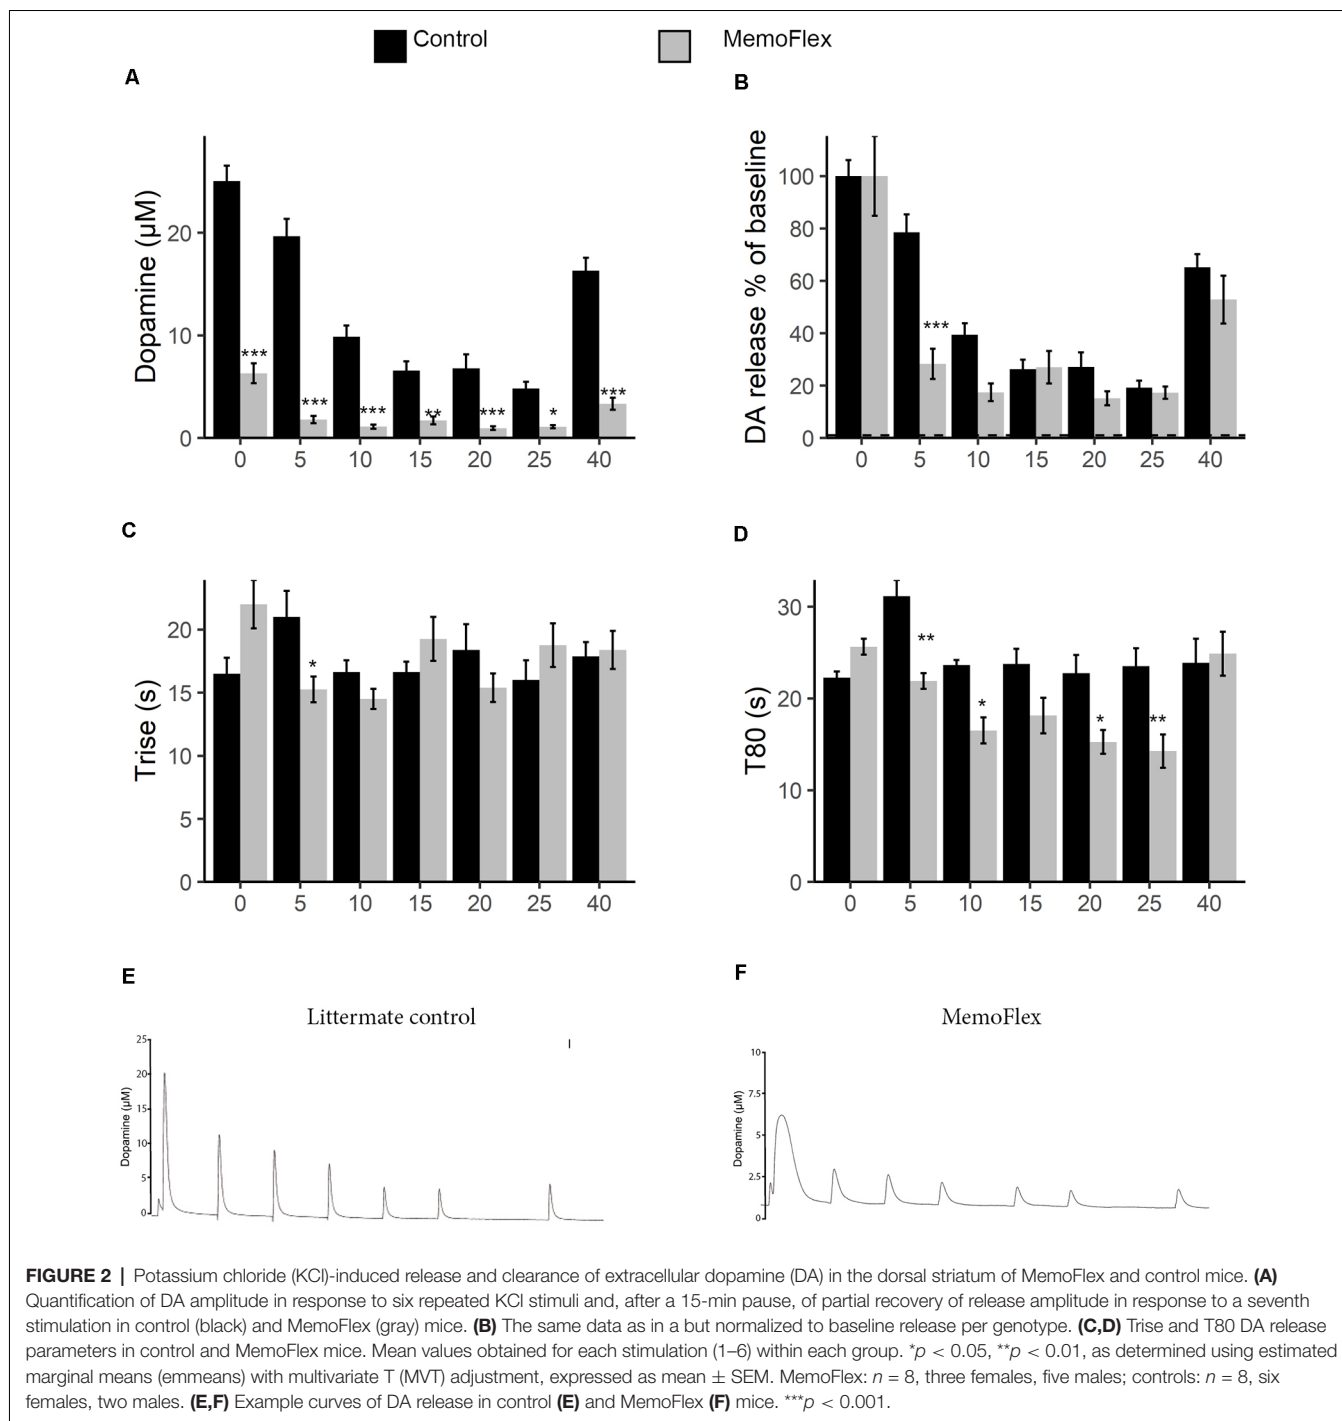 Control MemoFlex
A
Dopamine (µM)
20
10
0
***
***
***
**
***
*
***
0 5 10 15 20 25 40
B
DA release % of baseline
100
80
60
40
20
0
***
0 5 10 15 20 25 40
C
Trise (s)
20
15
10
5
0
*
0 5 10 15 20 25 40
D
T80 (s)
30
20
10
0
**
*
*
**
0 5 10 15 20 25 40
E
Littermate control
Dopamine (µM)
25
20
15
10
5
0
F
MemoFlex
Dopamine (µM)
10
7.5
5
2.5
0
FIGURE 2 | Potassium chloride (KCl)-induced release and clearance of extracellular dopamine (DA) in the dorsal striatum of MemoFlex and control mice. (A)
Quantification of DA amplitude in response to six repeated KCl stimuli and, after a 15-min pause, of partial recovery of release amplitude in response to a seventh
stimulation in control (black) and MemoFlex (gray) mice. (B) The same data as in a but normalized to baseline release per genotype. (C,D) Trise and T80 DA release
parameters in control and MemoFlex mice. Mean values obtained for each stimulation (1–6) within each group. *p < 0.05, **p < 0.01, as determined using estimated
marginal means (emmeans) with multivariate T (MVT) adjustment, expressed as mean ± SEM. MemoFlex: n = 8, three females, five males; controls: n = 8, six
females, two males. (E,F) Example curves of DA release in control (E) and MemoFlex (F) mice. ***p < 0.001.